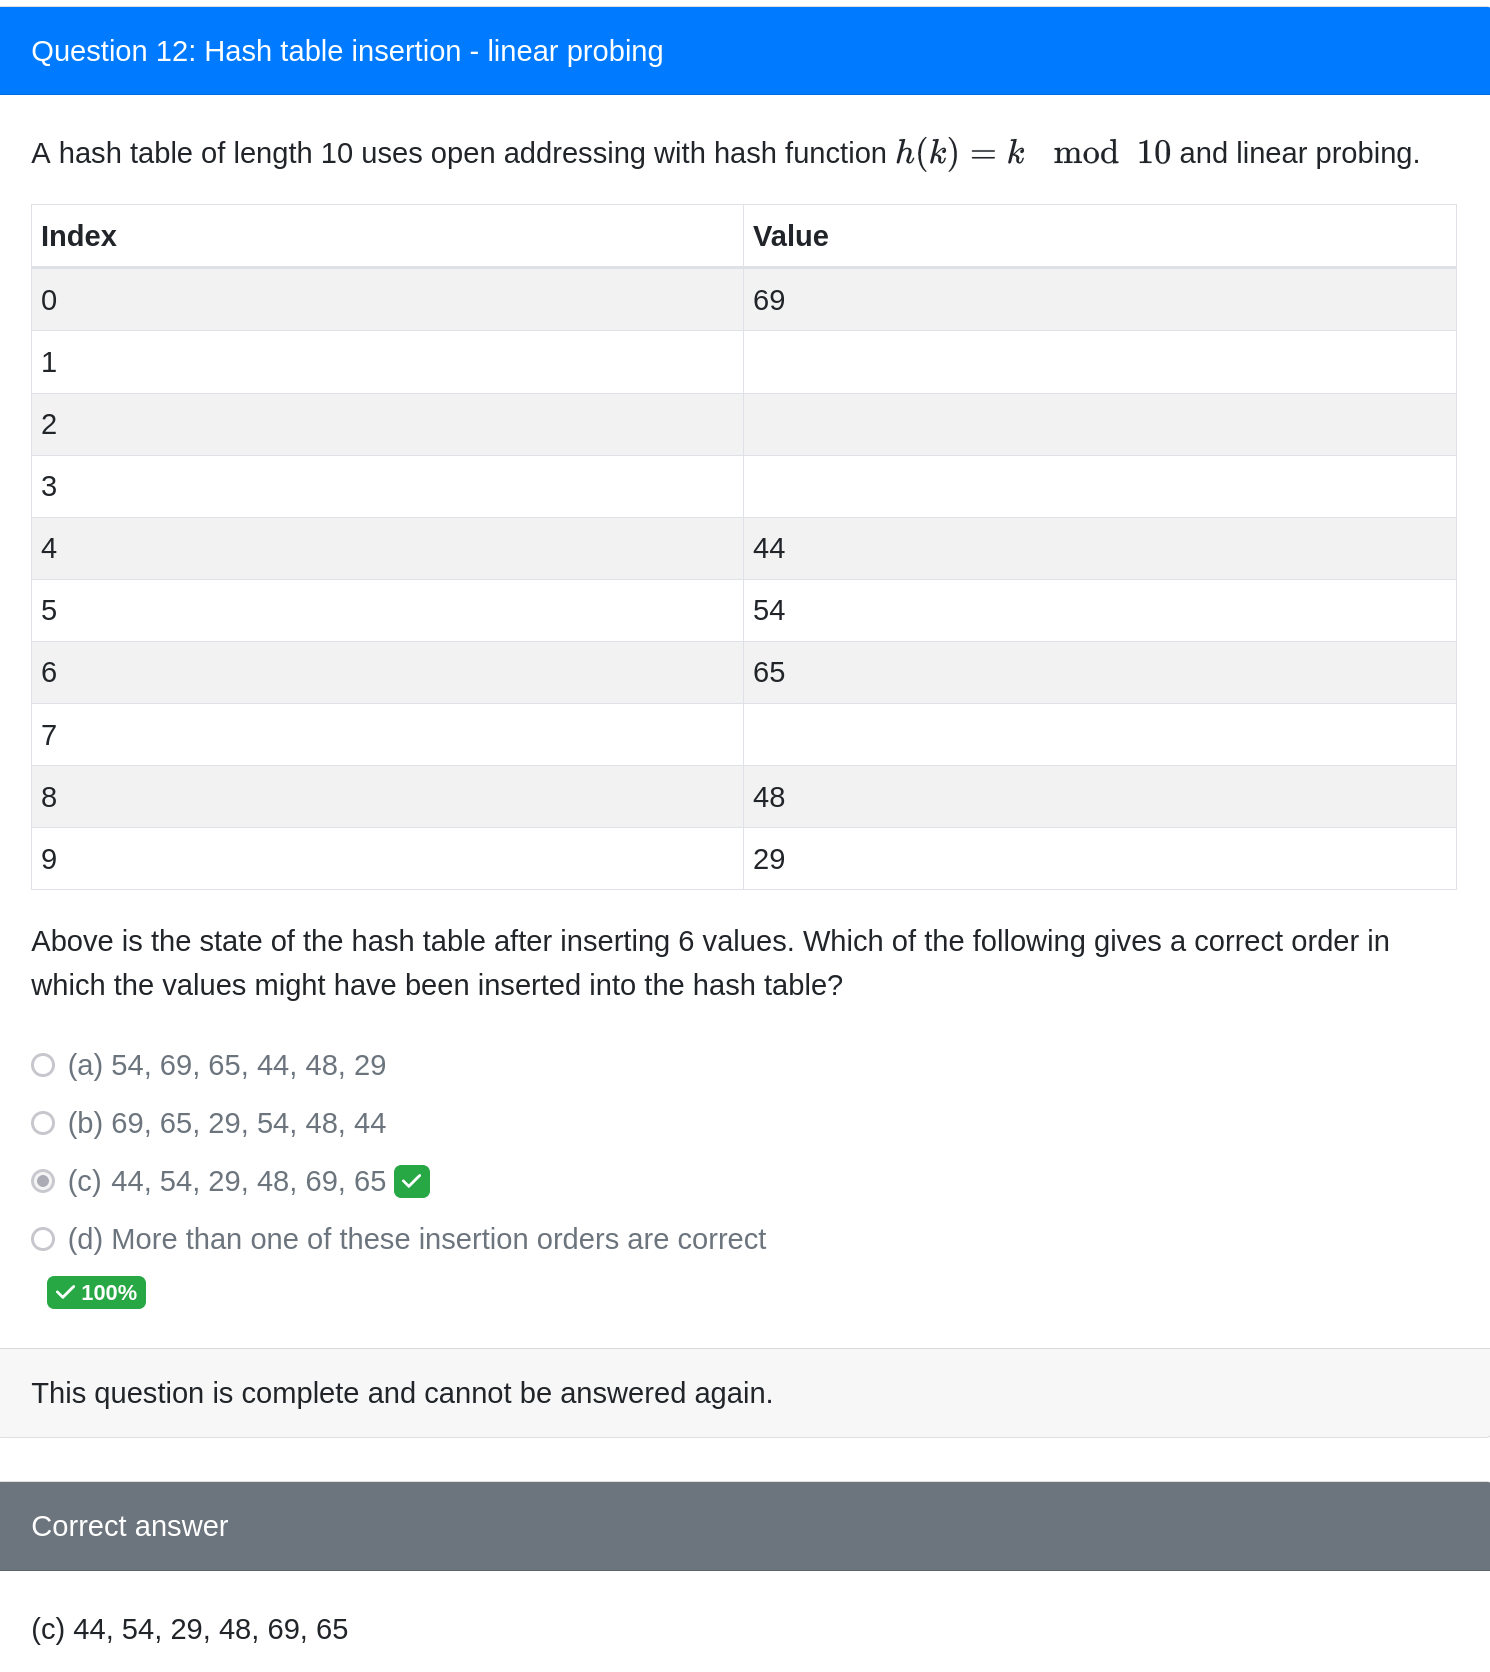 Question 12: Hash table insertion - linear probing
A hash table of length 10 uses open addressing with hash function h(k) = k mod 10 and linear probing.
Index Value
0 69
1
2
3
4 44
5 54
6 65
7
8 48
9 29
Above is the state of the hash table after inserting 6 values. Which of the following gives a correct order in
which the values might have been inserted into the hash table?
(a) 54, 69, 65, 44, 48, 29
(b) 69, 65, 29, 54, 48, 44
(c) 44, 54, 29, 48, 69, 65
(d) More than one of these insertion orders are correct
100%
This question is complete and cannot be answered again.
Correct answer
(c) 44, 54, 29, 48, 69, 65